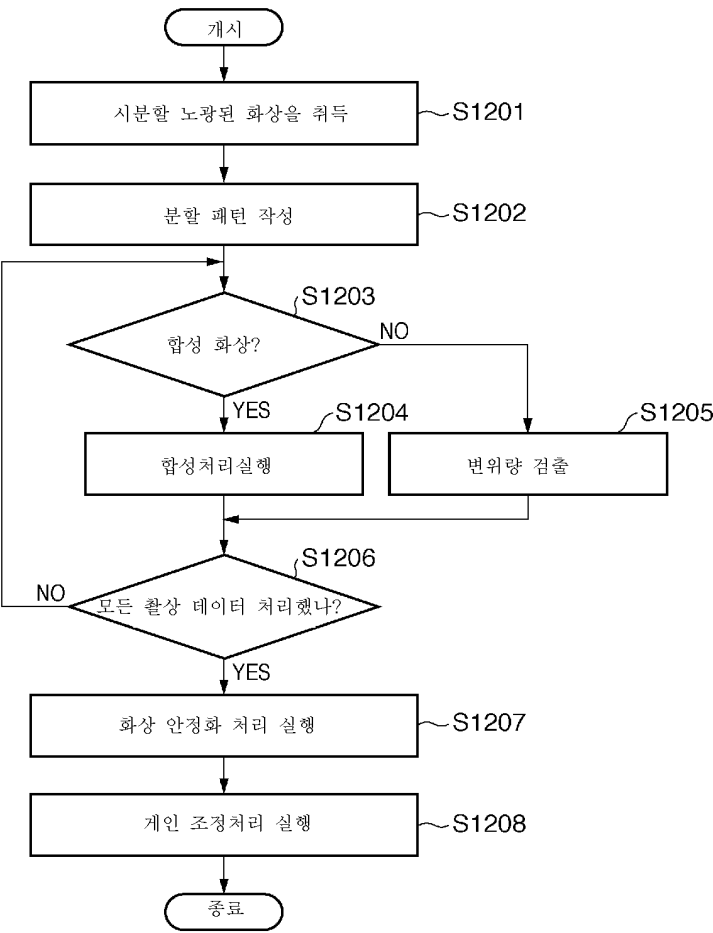 개시
시분할 노광된 화상을 취득
S1201
분할 패턴 작성
S1202
S1203
합성 화상?
NO
YES
S1204
합성처리실행
S1205
변위량 검출
S1206
모든 촬상 데이터 처리했나?
NO
YES
화상 안정화 처리 실행
S1207
게인 조정처리 실행
S1208
종료